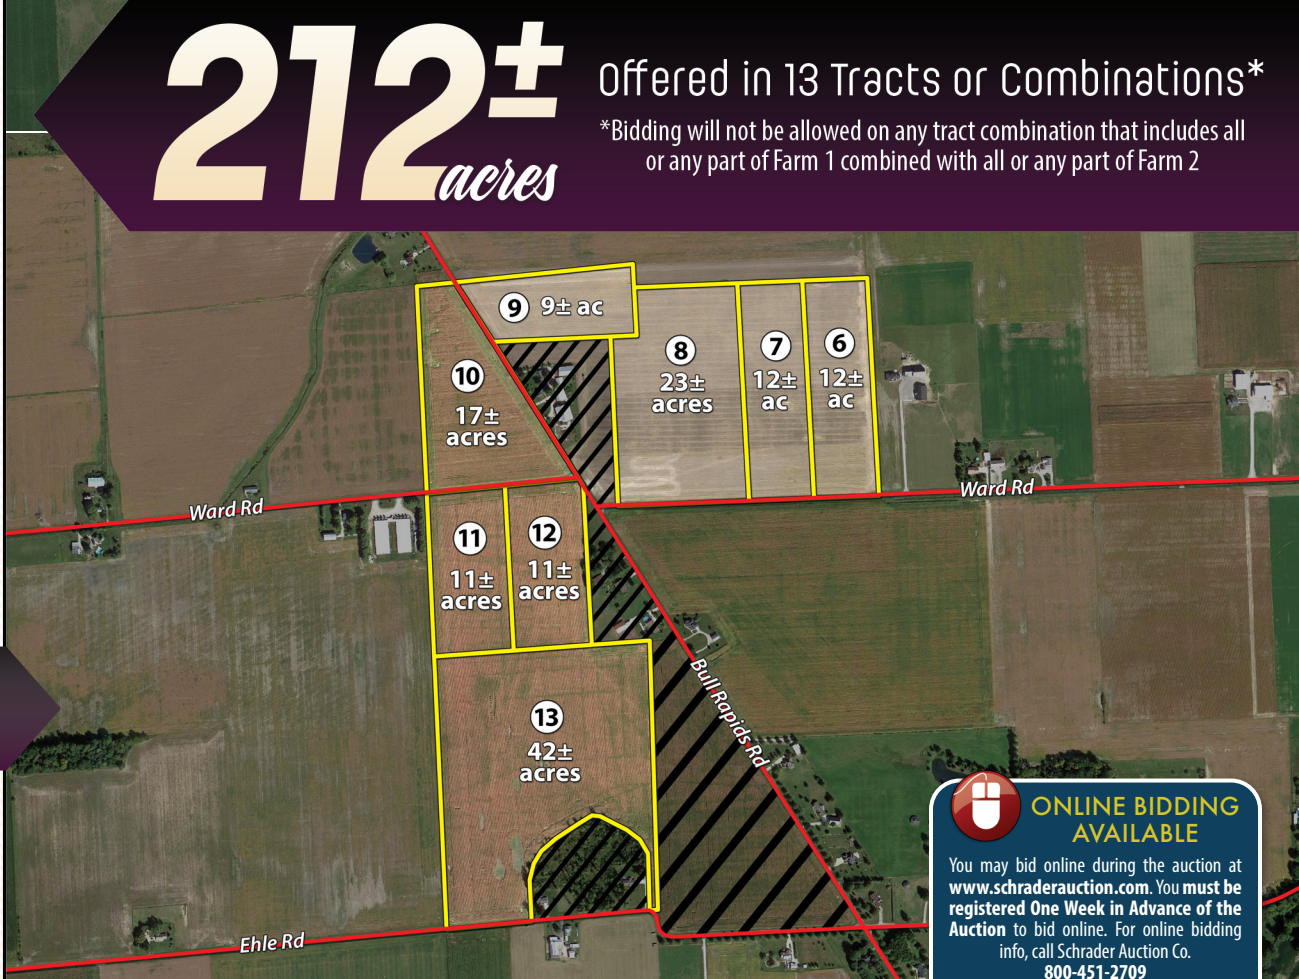 212±
acres
Offered in 13 Tracts or Combinations*
*Bidding will not be allowed on any tract combination that includes all
or any part of Farm 1 combined with all or any part of Farm 2
9 9± ac
10
17±
acres
8
23±
acres
7
12±
ac
6
12±
ac
Ward Rd
Ward Rd
11
11±
acres
12
11±
acres
Bull Rapids Rd
13
42±
acres
Ehle Rd
ONLINE BIDDING
AVAILABLE
You may bid online during the auction at
www.schraderauction.com. You must be
registered One Week in Advance of the
Auction to bid online. For online bidding
info, call Schrader Auction Co.
800-451-2709